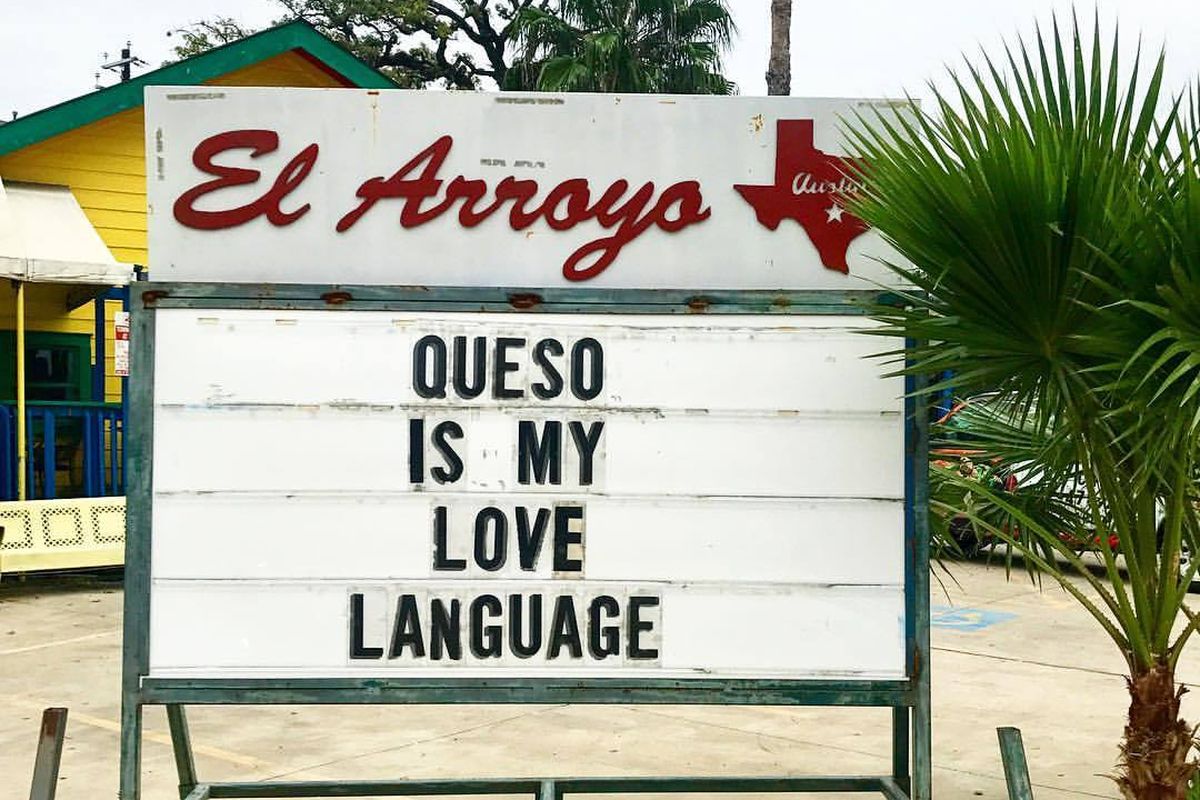 El Arroyo
Austin
QUESO
IS MY
LOVE
LANGUAGE